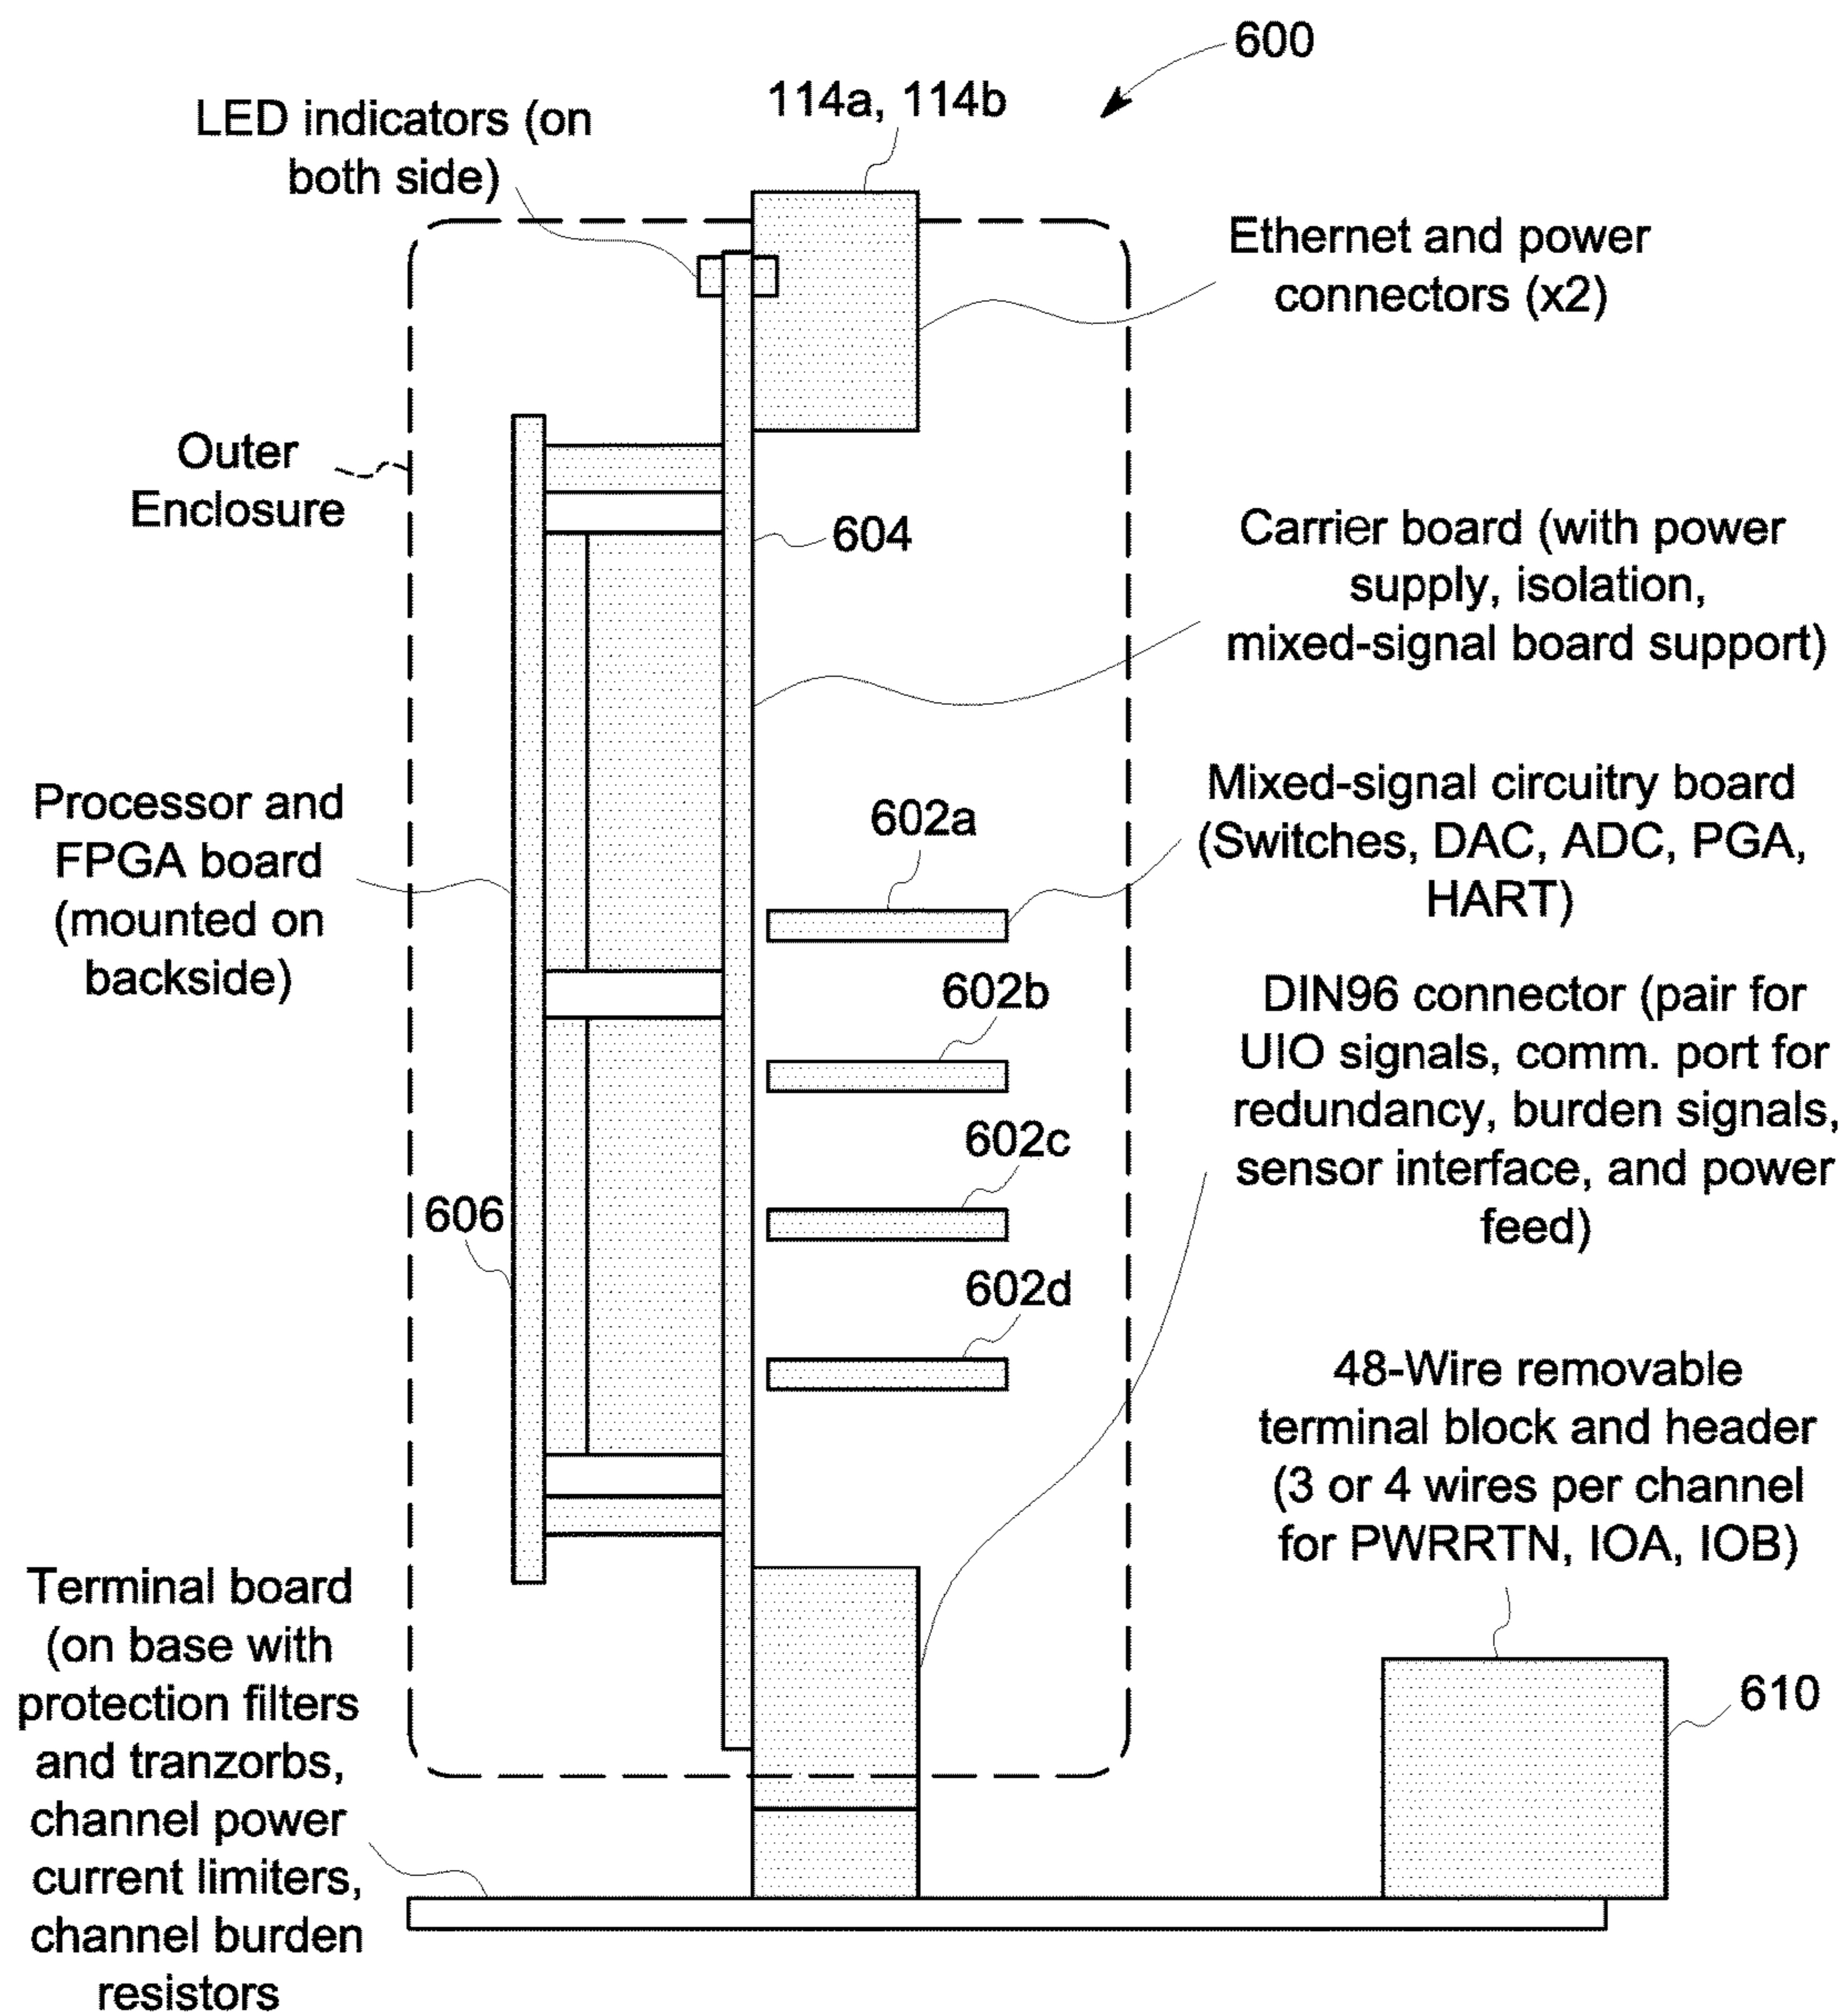 600
114a, 114b
LED indicators (on
both side)
Ethernet and power
connectors (x2)
Outer
Enclosure
604
Carrier board (with power
supply, isolation,
mixed-signal board support)
Processor and
FPGA board
(mounted on
backside)
602a
Mixed-signal circuitry board
(Switches, DAC, ADC, PGA,
HART)
602b
DIN96 connector (pair for
UIO signals, comm. port for
redundancy, burden signals,
sensor interface, and power
feed)
602c
606
602d
48-Wire removable
terminal block and header
(3 or 4 wires per channel
for PWRRTN, IOA, IOB)
Terminal board
(on base with
protection filters
and tranzorbs,
channel power
current limiters,
channel burden
resistors
610